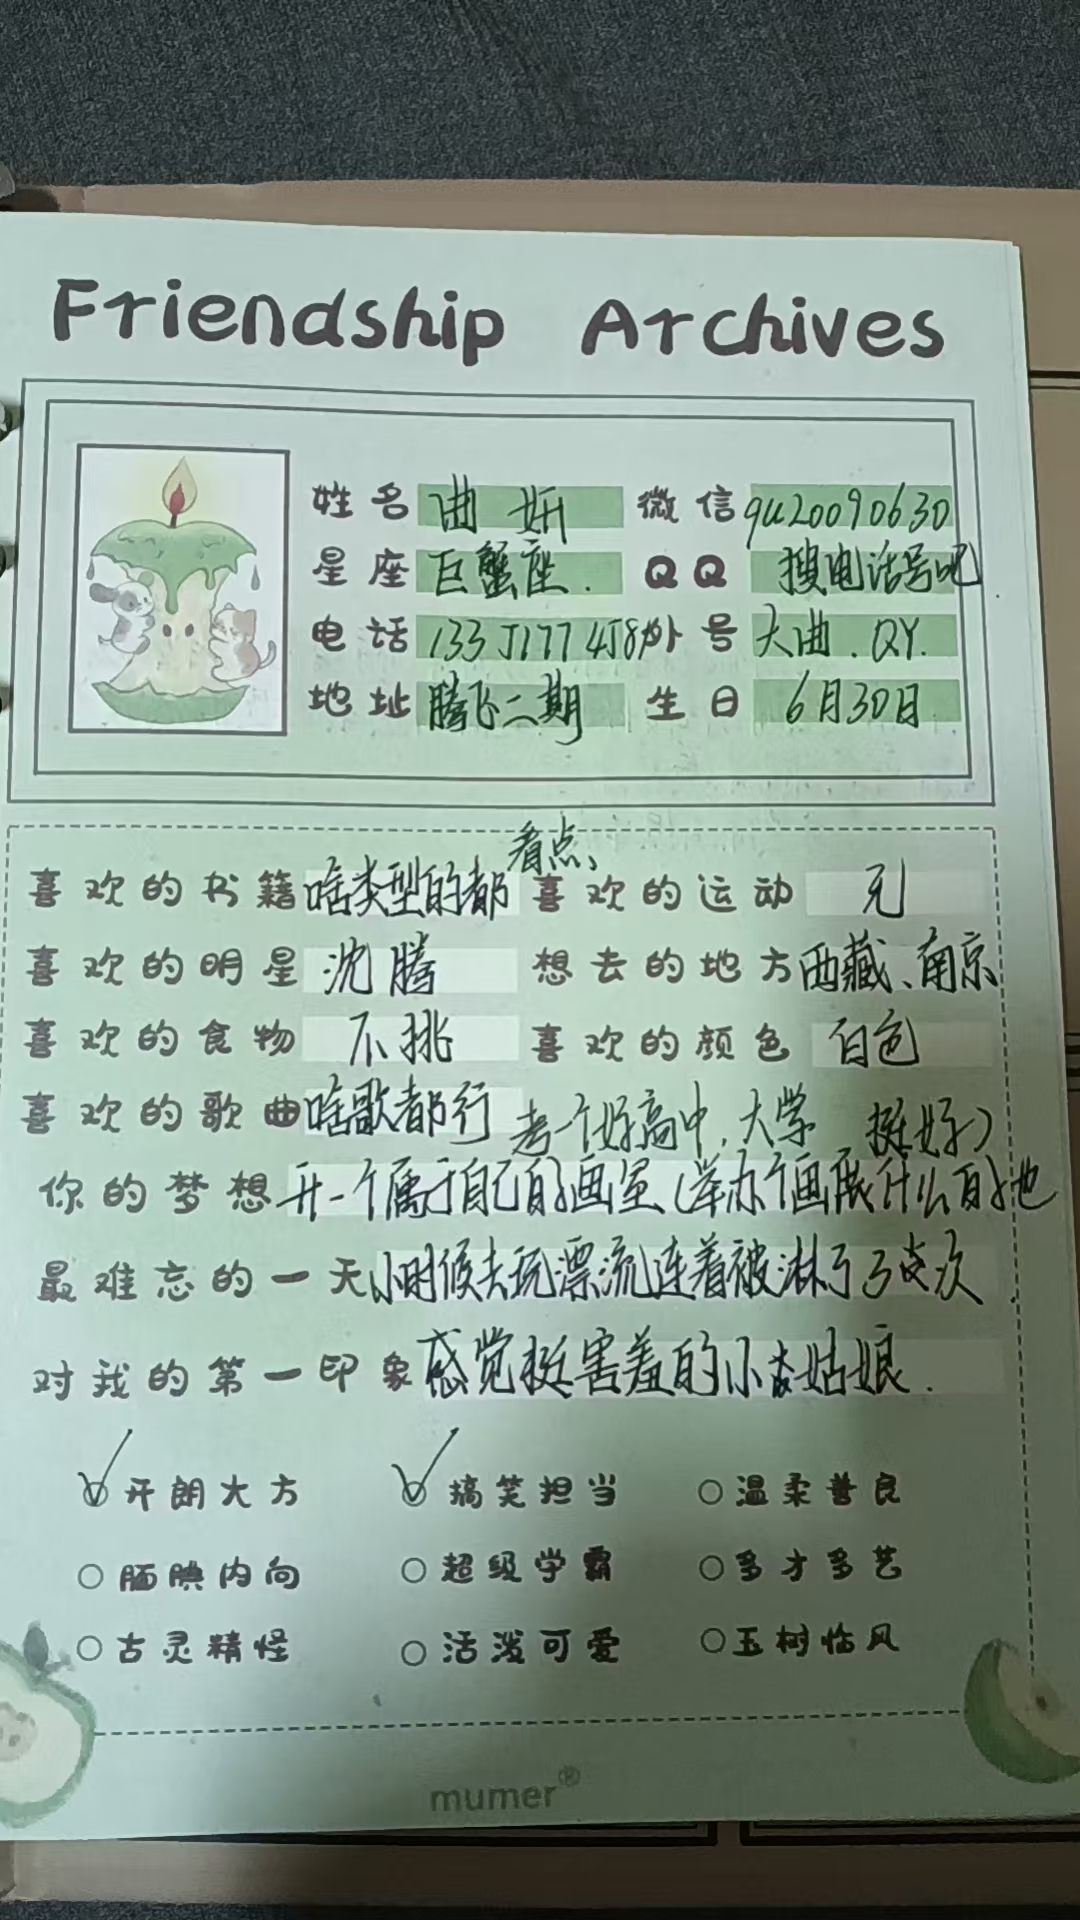 Friendship Archives
姓名 曲妍 微信 qu20090630
星座 巨蟹座. QQ 搜电话号吧
电话 133 5177 458 外号 大曲. QY.
地址 腾飞二期 生日 6月30日
看点、
喜欢的书籍 啥类型的都 喜欢的运动 无
喜欢的明星 沈腾 想去的地方 西藏、南京
喜欢的食物 不挑 喜欢的颜色 白色
喜欢的歌曲 啥歌都行
考一个好高中,大学 挺好)
你的梦想 开一个属于自己的画室(举办个画展什么的也
最难忘的一天 小时候去玩漂流连着被淋了3次
对我的第一印象 感觉挺害羞的小姑娘.
开朗大方 搞笑担当 温柔善良
腼腆内向 超级学霸 多才多艺
古灵精怪 活泼可爱 玉树临风
mumer®